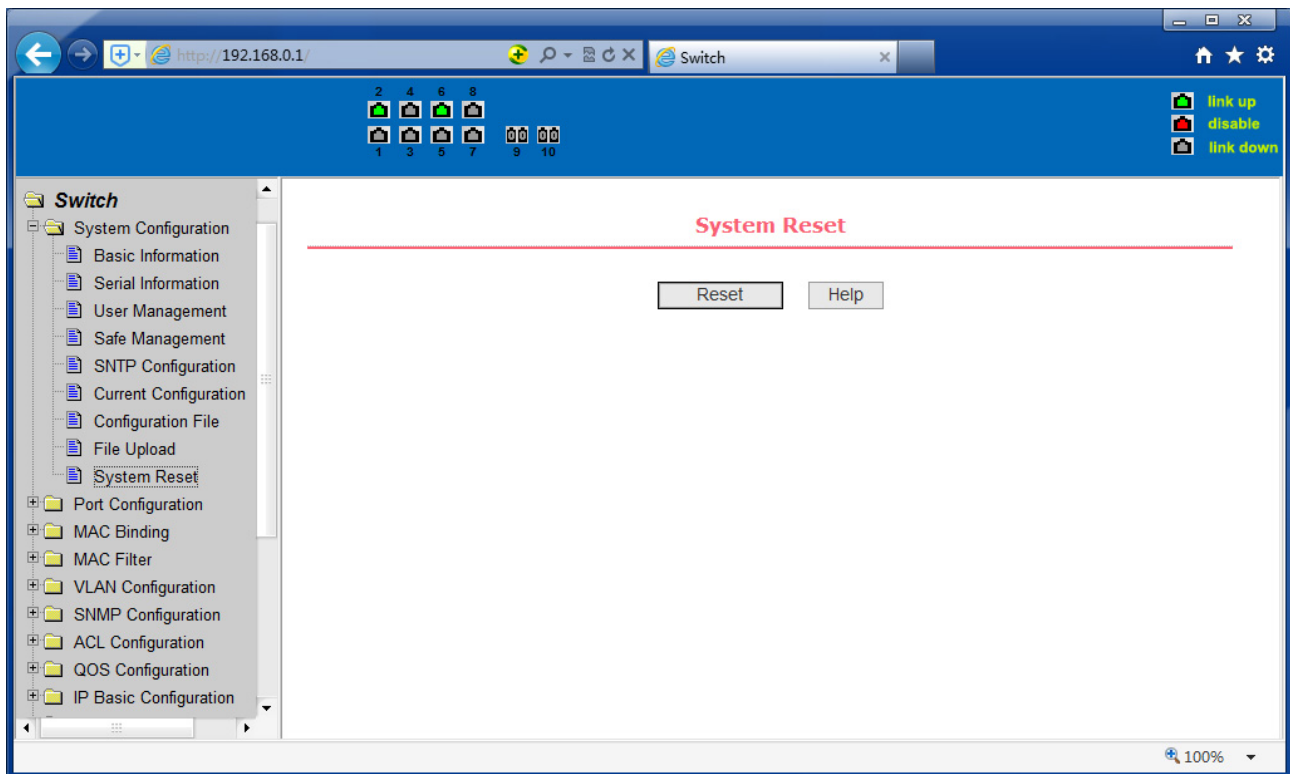 http://192.168.0.1/
Switch
2 4 6 8
1 3 5 7 9 10
link up
disable
link down
Switch
System Configuration
Basic Information
Serial Information
User Management
Safe Management
SNTP Configuration
Current Configuration
Configuration File
File Upload
System Reset
Port Configuration
MAC Binding
MAC Filter
VLAN Configuration
SNMP Configuration
ACL Configuration
QOS Configuration
IP Basic Configuration
System Reset
Reset Help
100%